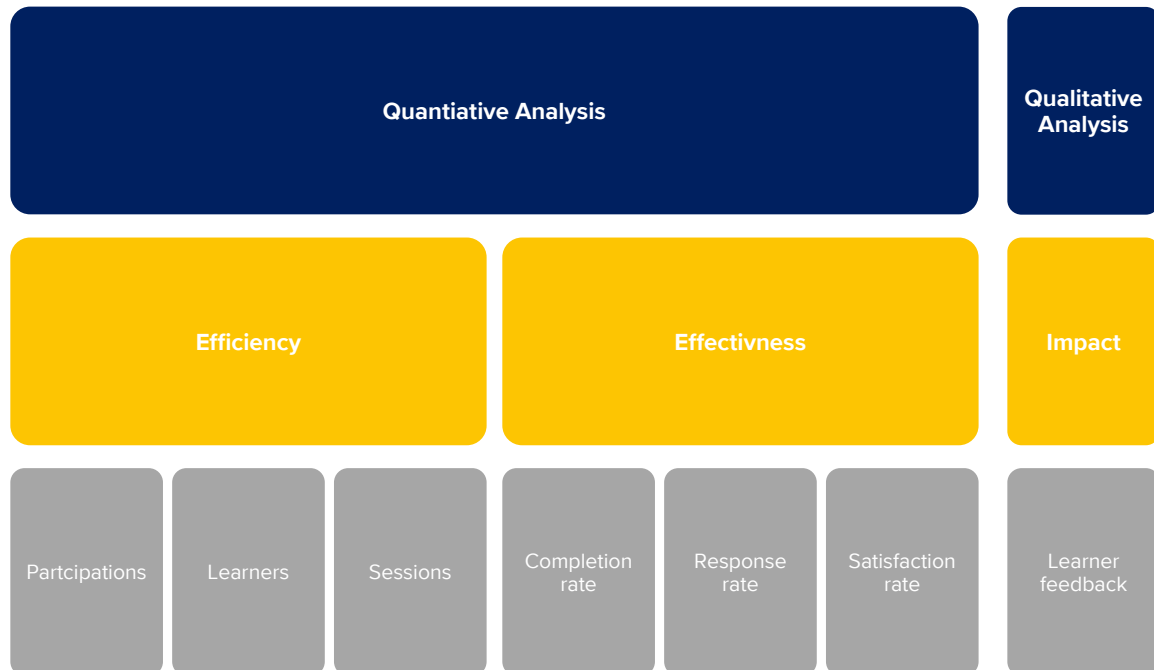 Quantiative Analysis
Qualitative
Analysis
Efficiency
Effectivness
Impact
Partcipations
Learners
Sessions
Completion
rate
Response
rate
Satisfaction
rate
Learner
feedback